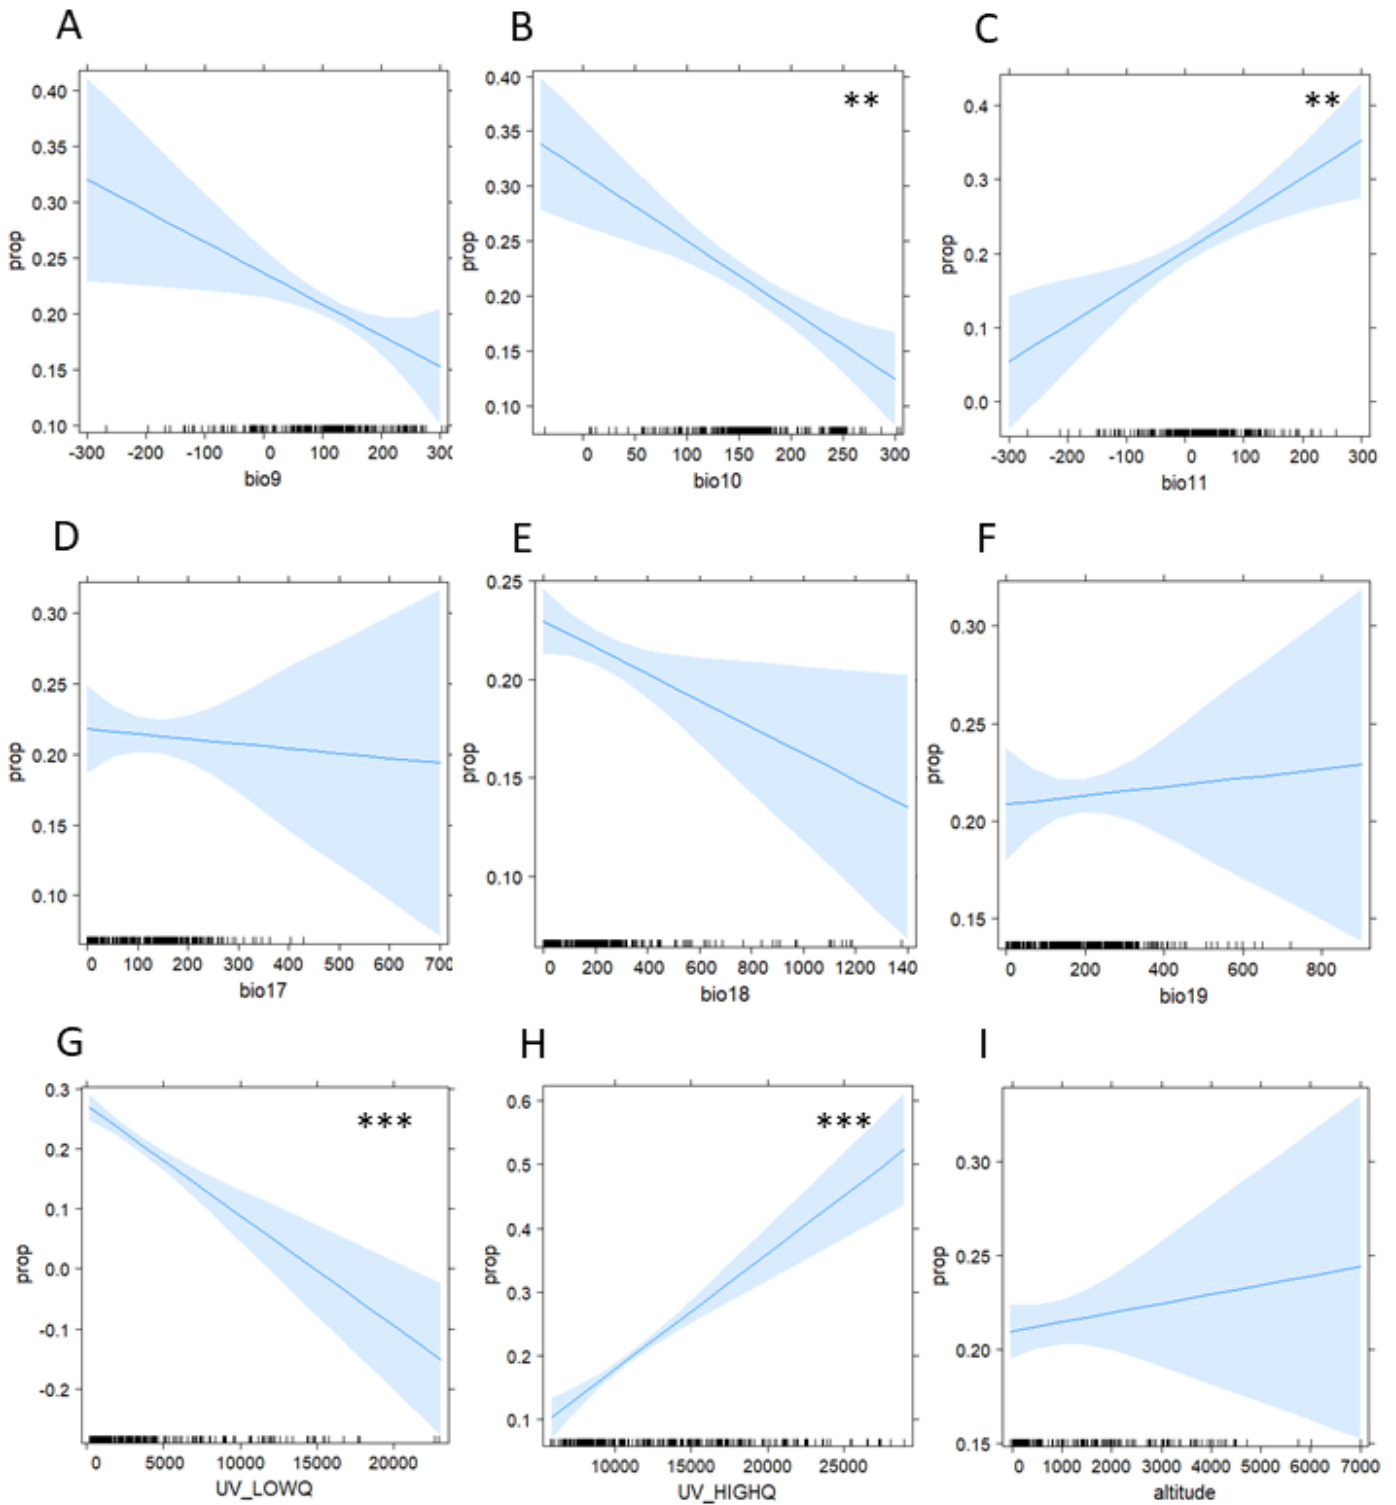 A B C
0.40 0.35 0.30 0.25 0.20 0.15 0.10
prop
-300 -200 -100 0 100 200 300
bio9
**
0.40 0.35 0.30 0.25 0.20 0.15 0.10
prop
0 50 100 150 200 250 300
bio10
**
0.4 0.3 0.2 0.1 0.0
prop
-300 -200 -100 0 100 200 300
bio11
D E F
0.30 0.25 0.20 0.15 0.10
prop
0 100 200 300 400 500 600 700
bio17
0.25 0.20 0.15 0.10
prop
0 200 400 600 800 1000 1200 140
bio18
0.30 0.25 0.20 0.15
prop
0 200 400 600 800
bio19
G H I
***
0.3 0.2 0.1 0.0 -0.1 -0.2
prop
0 5000 10000 15000 20000
UV_LOWQ
***
0.6 0.5 0.4 0.3 0.2 0.1
prop
10000 15000 20000 25000
UV_HIGHQ
0.30 0.25 0.20 0.15
prop
0 1000 2000 3000 4000 5000 6000 7000
altitude